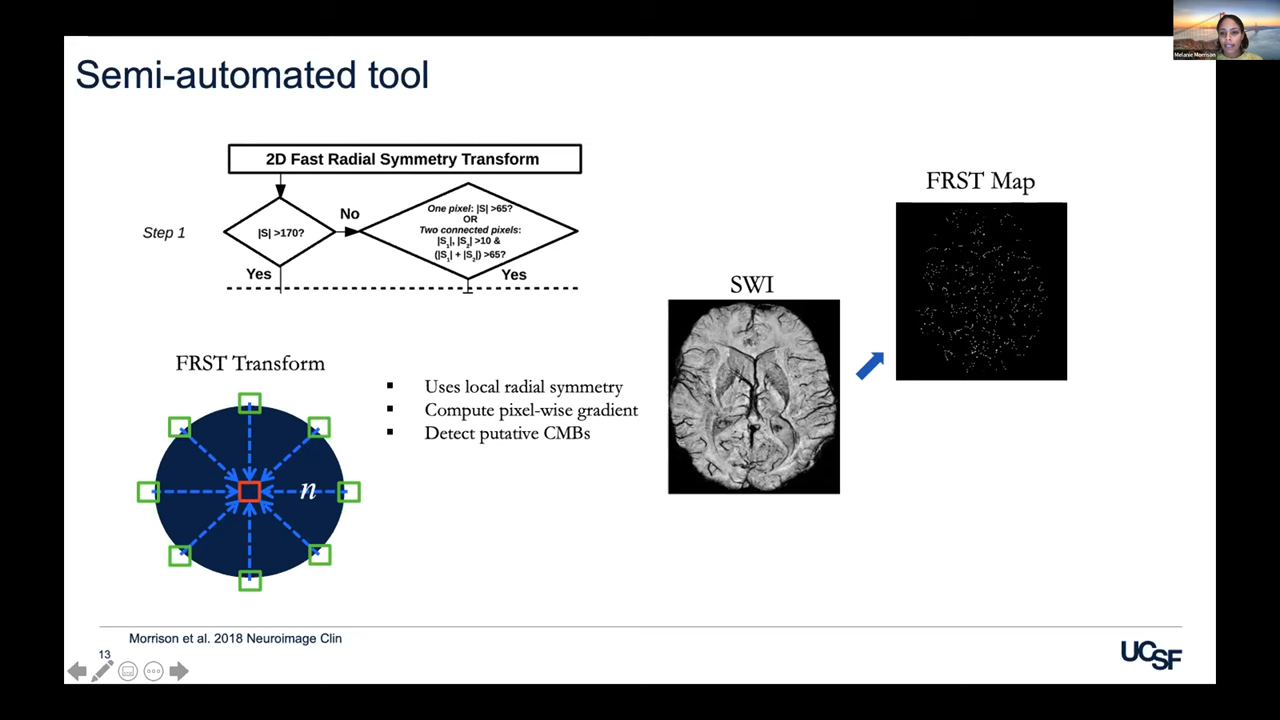 Melanie Morrison
Semi-automated tool
2D Fast Radial Symmetry Transform
Step 1
|S| >170?
No
One pixel: |S| >65?
OR
Two connected pixels:
|S1|, |S2| >10 &
(|S1| + |S2|) >65?
Yes
Yes
FRST Transform
n
▪ Uses local radial symmetry
▪ Compute pixel-wise gradient
▪ Detect putative CMBs
SWI
FRST Map
Morrison et al. 2018 Neuroimage Clin
13
UCSF